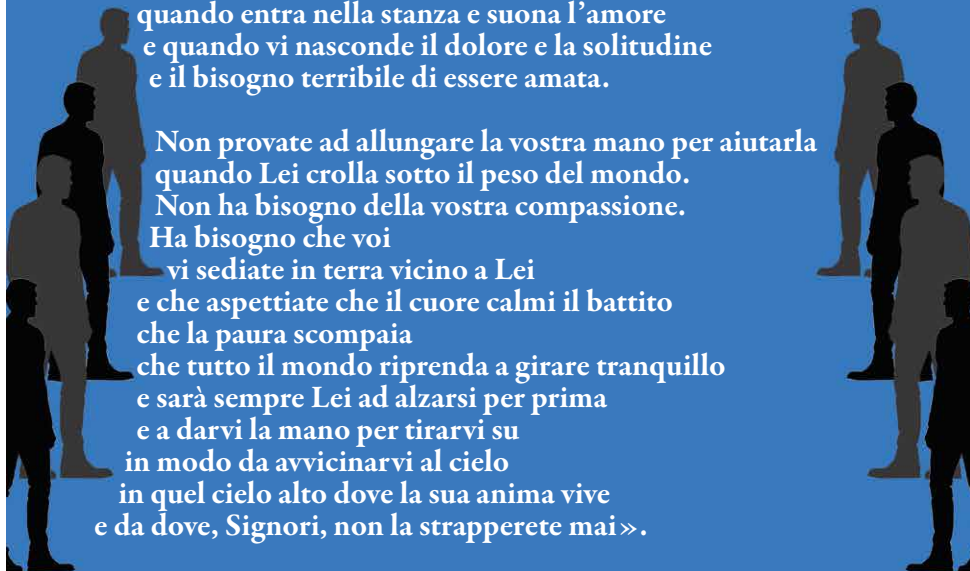 quando entra nella stanza e suona l’amore
e quando vi nasconde il dolore e la solitudine
e il bisogno terribile di essere amata.
Non provate ad allungare la vostra mano per aiutarla
quando Lei crolla sotto il peso del mondo.
Non ha bisogno della vostra compassione.
Ha bisogno che voi
vi sediate in terra vicino a Lei
e che aspettiate che il cuore calmi il battito
che la paura scompaia
che tutto il mondo riprenda a girare tranquillo
e sarà sempre Lei ad alzarsi per prima
e a darvi la mano per tirarvi su
in modo da avvicinarvi al cielo
in quel cielo alto dove la sua anima vive
e da dove, Signori, non la strapperete mai».